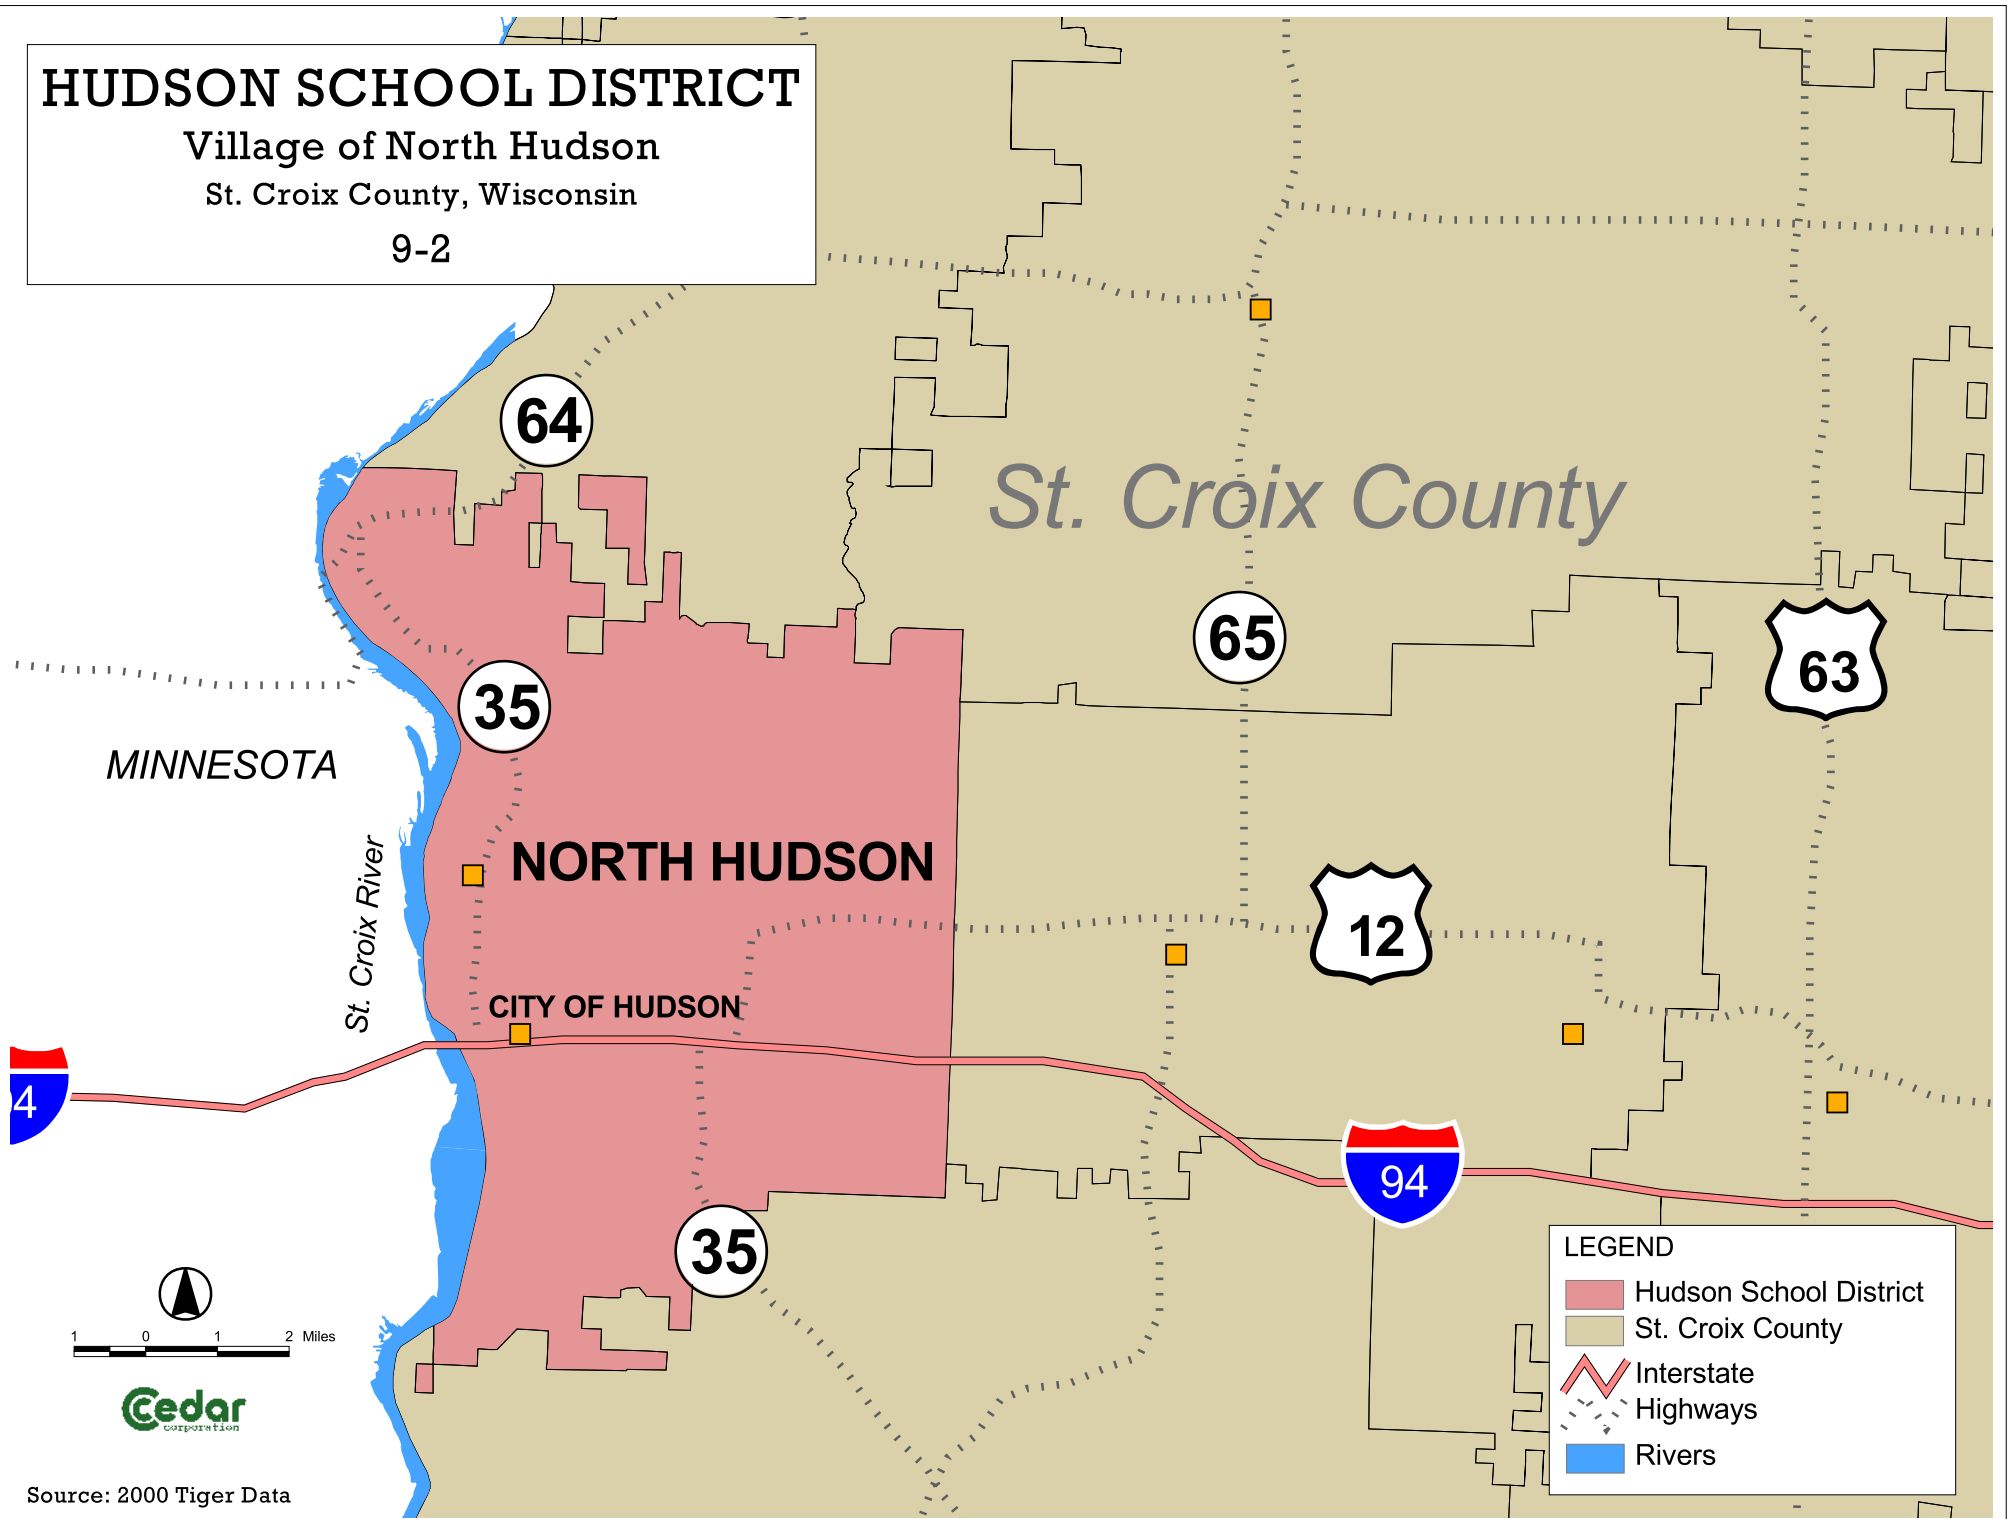 HUDSON SCHOOL DISTRICT
Village of North Hudson
St. Croix County, Wisconsin
9-2
64
St. Croix County
65
63
35
MINNESOTA
NORTH HUDSON
St. Croix River
12
CITY OF HUDSON
4
94
35
LEGEND
Hudson School District
St. Croix County
Interstate
Highways
Rivers
1 0 1 2 Miles
Cedar
corporation
Source: 2000 Tiger Data